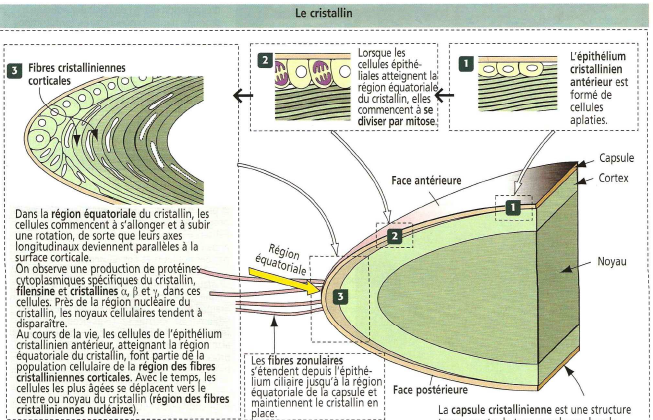 Le cristallin
3 Fibres cristalliniennes
corticales
2 Lorsque les
cellules épithé-
liales atteignent la
région équatoriale
du cristallin, elles
commencent à se
diviser par mitose.
1 L'épithélium
cristallinien
antérieur est
formé de
cellules
aplaties.
Capsule
Cortex
Face antérieure
1
2
Noyau
Région
équatoriale
3
Dans la région équatoriale du cristallin, les
cellules commencent à s'allonger et à subir
une rotation, de sorte que leurs axes
longitudinaux deviennent parallèles à la
surface corticale.
On observe une production de protéines
cytoplasmiques spécifiques du cristallin,
filensine et cristallines α, β et γ, dans ces
cellules. Près de la région nucléaire du
cristallin, les noyaux cellulaires tendent à
disparaître.
Au cours de la vie, les cellules de l'épithélium
cristallinien antérieur, atteignant la région
équatoriale du cristallin, font partie de la
population cellulaire de la région des fibres
cristalliniennes corticales. Avec le temps, les
cellules les plus âgées se déplacent vers le
centre ou noyau du cristallin (région des fibres
cristalliniennes nucléaires).
Les fibres zonulaires
s'étendent depuis l'épithé-
lium ciliaire jusqu'à la région
équatoriale de la capsule et
maintiennent le cristallin en
place.
Face postérieure
La capsule cristallinienne est une structure